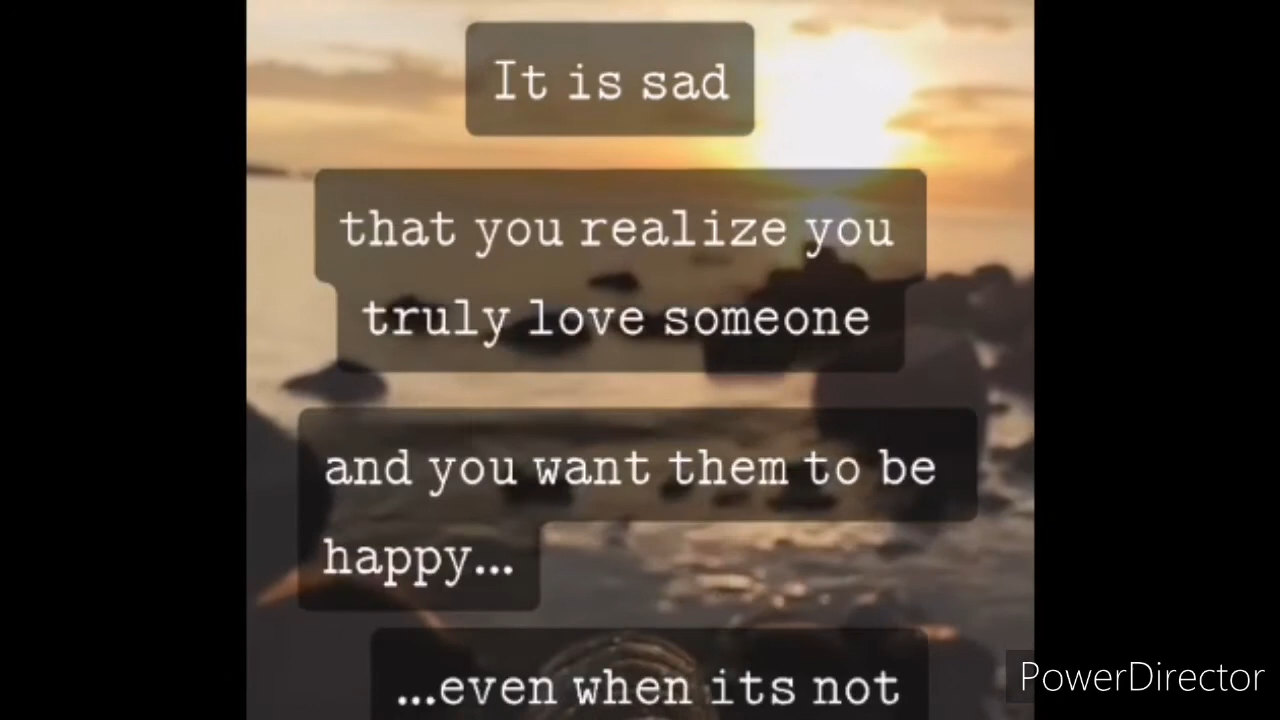 It is sad
that you realize you
truly love someone
and you want them to be
happy...
...even when its not
PowerDirector